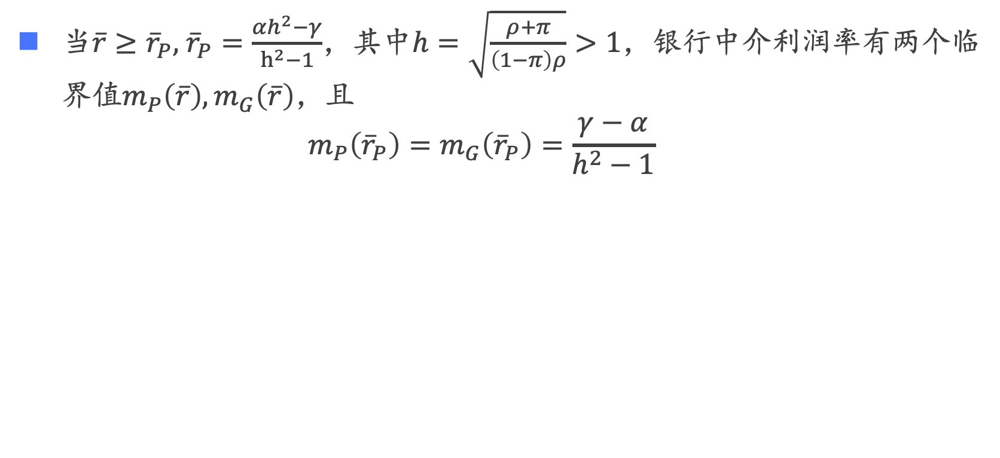 当 $\bar{r} \geq \bar{r}_P, \bar{r}_P = \frac{\alpha h^2 - \gamma}{\mathrm{h}^2 - 1}$，其中 $h = \sqrt{\frac{\rho + \pi}{(1 - \pi)\rho}} > 1$，银行中介利润率有两个临
界值 $m_P(\bar{r}), m_G(\bar{r})$，且
$m_P(\bar{r}_P) = m_G(\bar{r}_P) = \frac{\gamma - \alpha}{h^2 - 1}$